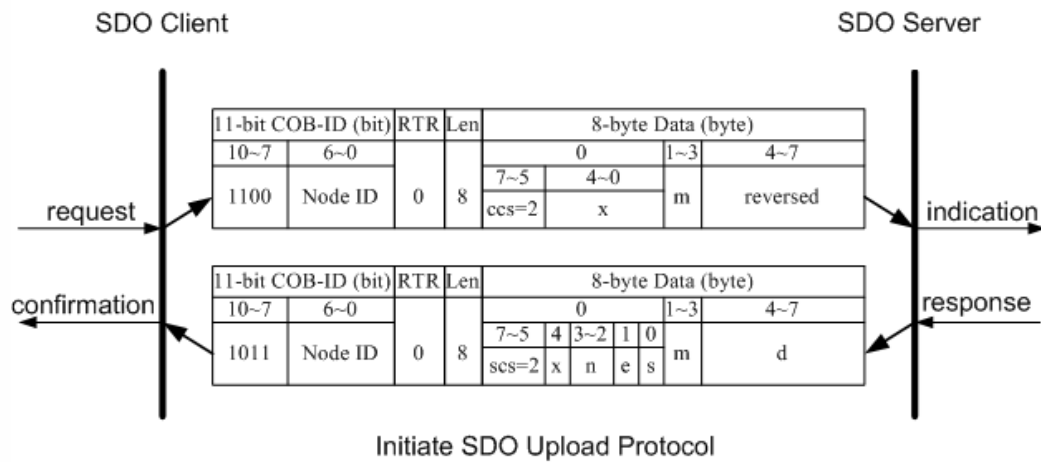 SDO Client SDO Server
11-bit COB-ID (bit) RTR Len 8-byte Data (byte)
10~7 6~0 0 1~3 4~7
7~5 4~0
1100 Node ID 0 8 m reversed
ccs=2 x
request indication
11-bit COB-ID (bit) RTR Len 8-byte Data (byte)
confirmation response
10~7 6~0 0 1~3 4~7
7~5 4 3~2 1 0
1011 Node ID 0 8 m d
scs=2 x n e s
Initiate SDO Upload Protocol